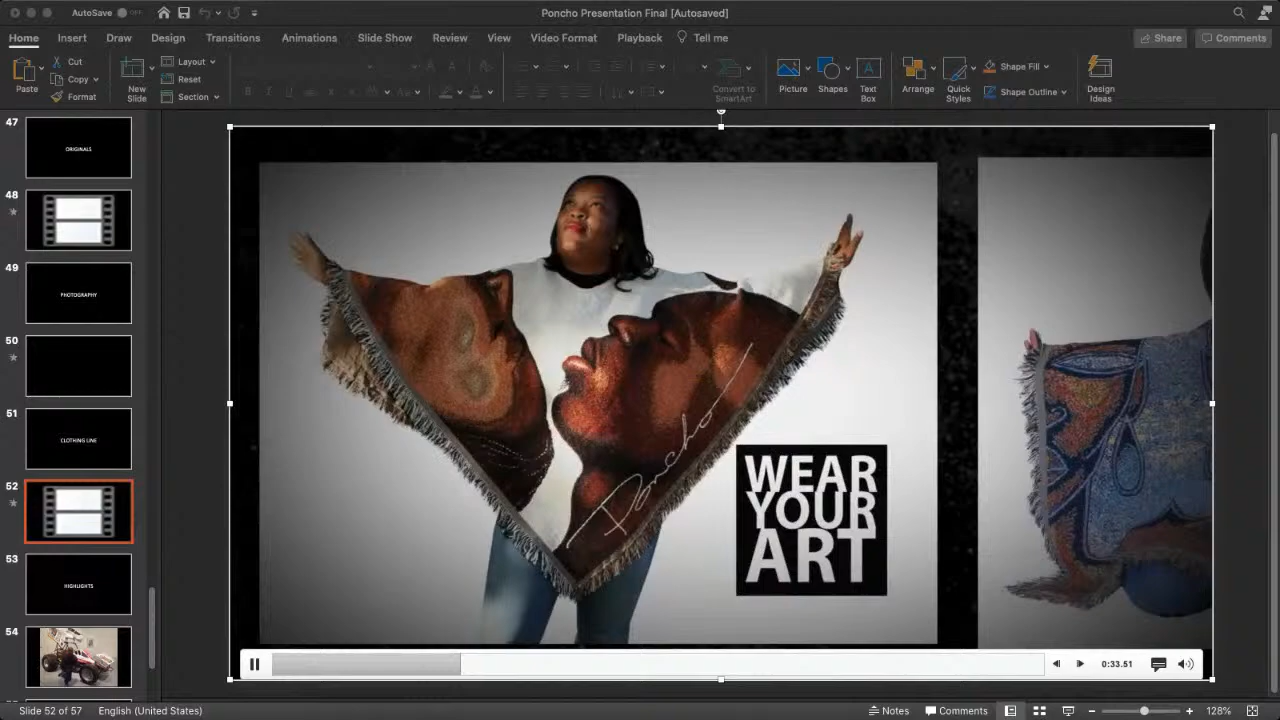 AutoSave OFF
Poncho Presentation Final [Autosaved]
Home Insert Draw Design Transitions Animations Slide Show Review View Video Format Playback Tell me
Share Comments
Paste
Cut
Copy
Format
New Slide
Layout
Reset
Section
Convert to SmartArt
Picture
Shapes
Text Box
Arrange
Quick Styles
Shape Fill
Shape Outline
Design Ideas
47
ORIGINALS
48
49
PHOTOGRAPHY
50
51
CLOTHING LINE
52
53
HIGHLIGHTS
54
Poncho
WEAR
YOUR
ART
0:33.51
Slide 52 of 57 English (United States) Notes Comments 128%